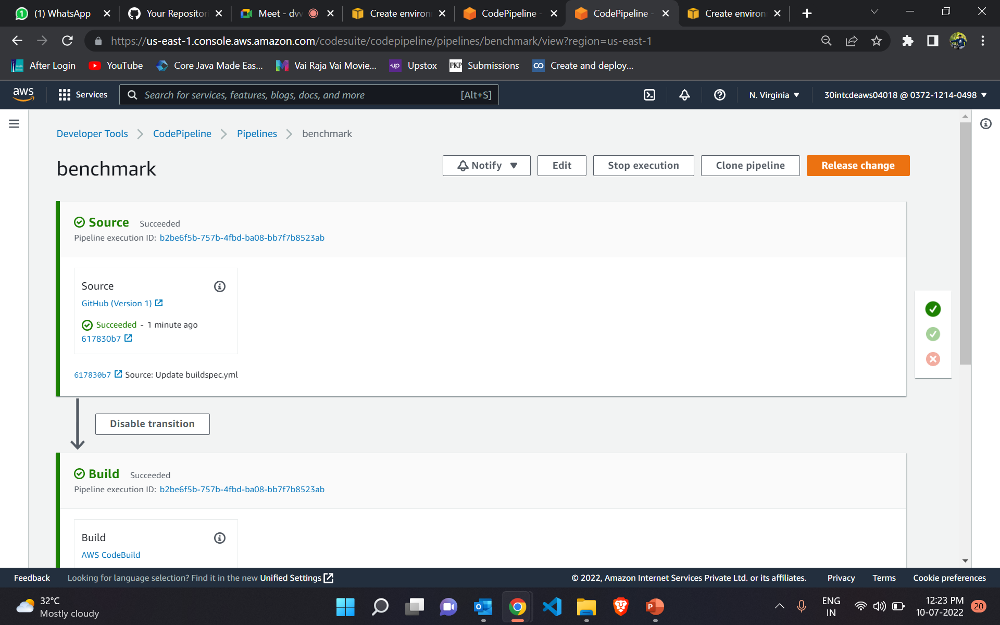 (1) WhatsApp
Your Repositori
Meet - dvv
Create environ
CodePipeline -
CodePipeline -
Create environ
https://us-east-1.console.aws.amazon.com/codesuite/codepipeline/pipelines/benchmark/view?region=us-east-1
After Login
YouTube
Core Java Made Eas...
Vai Raja Vai Movie...
up Upstox
PKP Submissions
Create and deploy...
aws
Services
Search for services, features, blogs, docs, and more [Alt+S]
N. Virginia
30intcdeaws04018 @ 0372-1214-0498
Developer Tools
CodePipeline
Pipelines
benchmark
benchmark
Notify
Edit
Stop execution
Clone pipeline
Release change
Source Succeeded
Pipeline execution ID: b2be6f5b-757b-4fbd-ba08-bb7f7b8523ab
Source
GitHub (Version 1)
Succeeded - 1 minute ago
617830b7
617830b7 Source: Update buildspec.yml
Disable transition
Build Succeeded
Pipeline execution ID: b2be6f5b-757b-4fbd-ba08-bb7f7b8523ab
Build
AWS CodeBuild
Feedback
Looking for language selection? Find it in the new Unified Settings
© 2022, Amazon Internet Services Private Ltd. or its affiliates.
Privacy
Terms
Cookie preferences
32°C
Mostly cloudy
ENG
IN
12:23 PM
10-07-2022
20